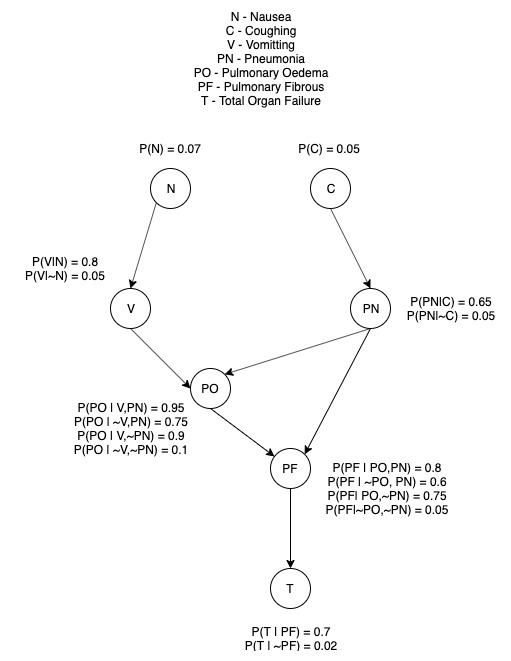 N - Nausea
C - Coughing
V - Vomitting
PN - Pneumonia
PO - Pulmonary Oedema
PF - Pulmonary Fibrous
T - Total Organ Failure
P(N) = 0.07
P(C) = 0.05
N
C
P(V|N) = 0.8
P(V|~N) = 0.05
V
PN
P(PN|C) = 0.65
P(PN|~C) = 0.05
PO
P(PO | V,PN) = 0.95
P(PO | ~V,PN) = 0.75
P(PO | V,~PN) = 0.9
P(PO | ~V,~PN) = 0.1
PF
P(PF | PO,PN) = 0.8
P(PF | ~PO, PN) = 0.6
P(PF| PO,~PN) = 0.75
P(PF|~PO,~PN) = 0.05
T
P(T | PF) = 0.7
P(T | ~PF) = 0.02